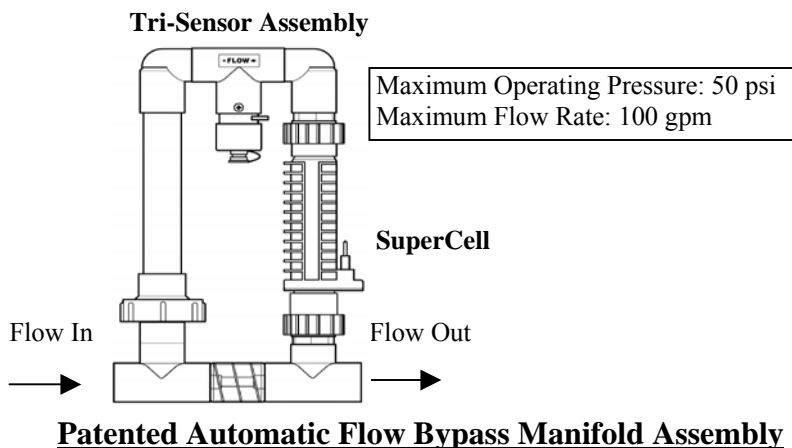 Tri-Sensor Assembly
FLOW
Maximum Operating Pressure: 50 psi
Maximum Flow Rate: 100 gpm
SuperCell
Flow In
Flow Out
Patented Automatic Flow Bypass Manifold Assembly